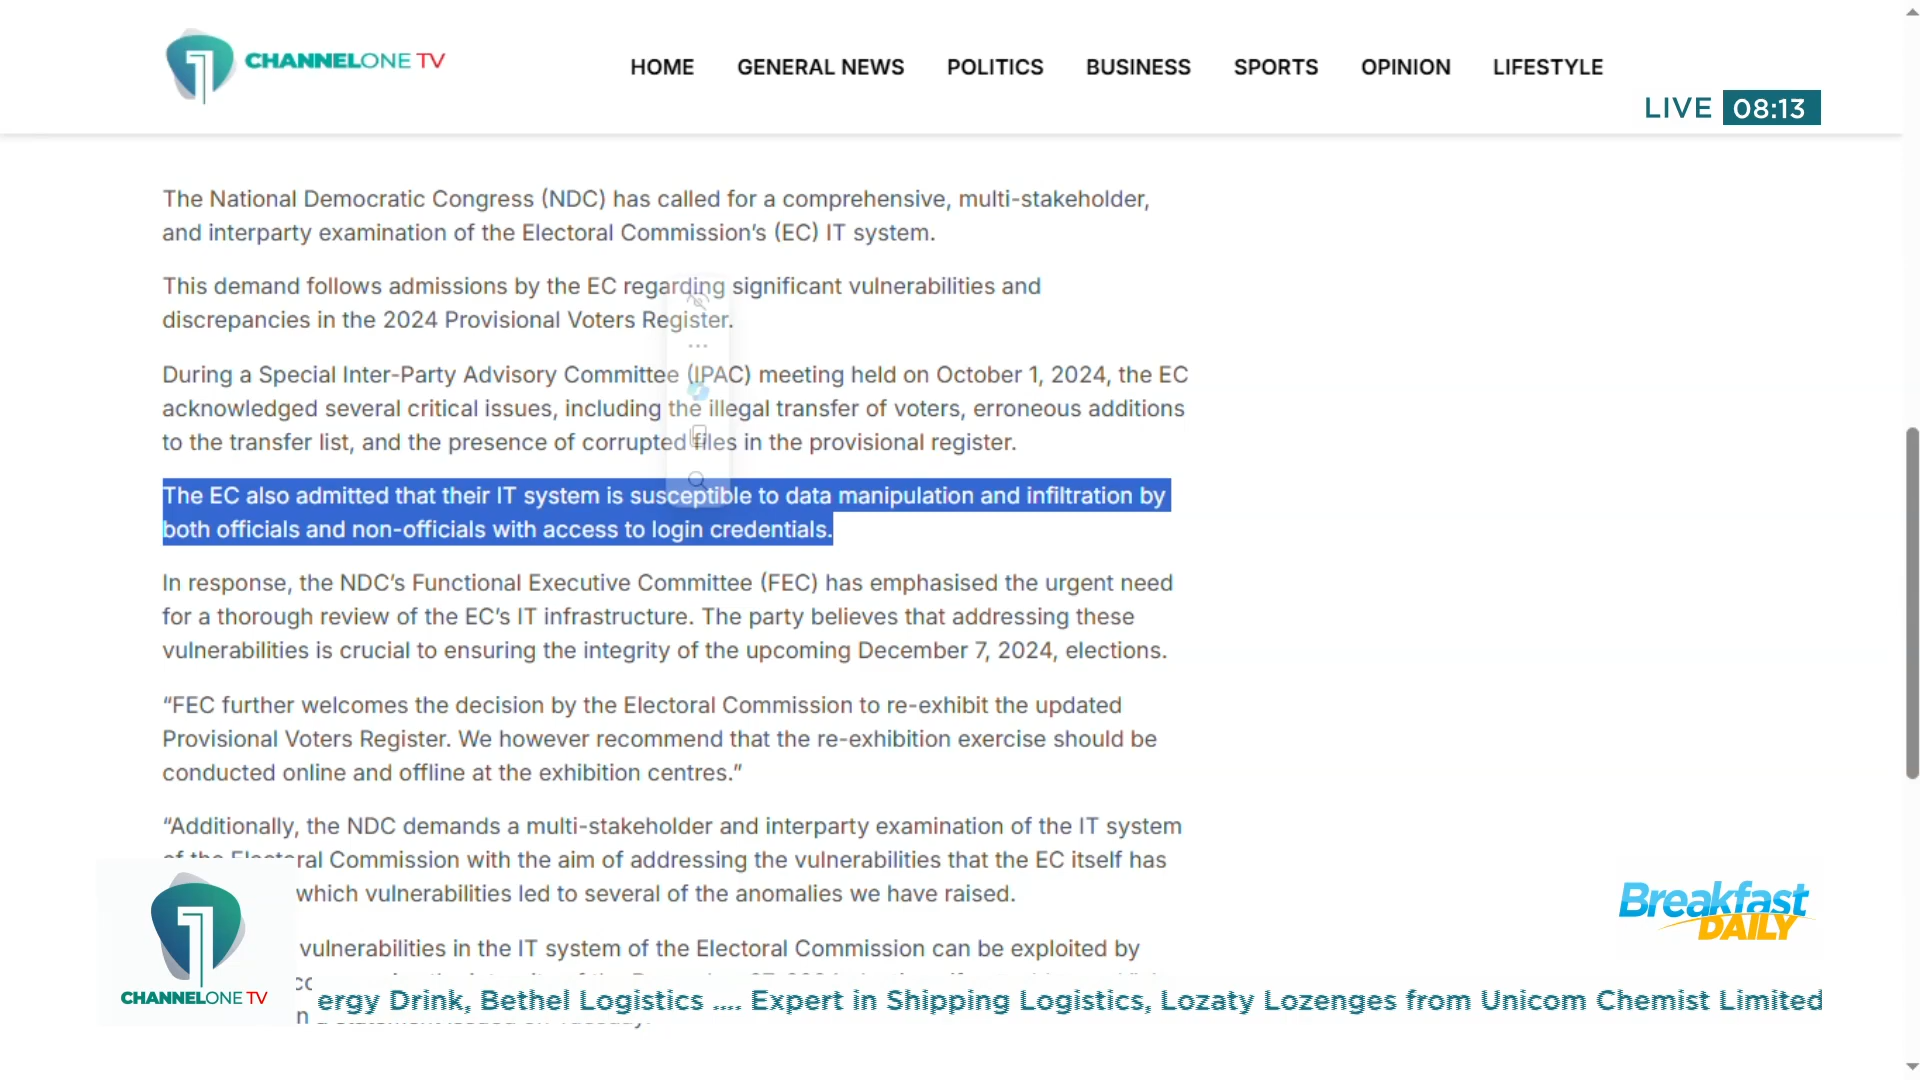 1 CHANNELONE TV
HOME GENERAL NEWS POLITICS BUSINESS SPORTS OPINION LIFESTYLE
LIVE 08:13
The National Democratic Congress (NDC) has called for a comprehensive, multi-stakeholder,
and interparty examination of the Electoral Commission’s (EC) IT system.
This demand follows admissions by the EC regarding significant vulnerabilities and
discrepancies in the 2024 Provisional Voters Register.
During a Special Inter-Party Advisory Committee (IPAC) meeting held on October 1, 2024, the EC
acknowledged several critical issues, including the illegal transfer of voters, erroneous additions
to the transfer list, and the presence of corrupted files in the provisional register.
The EC also admitted that their IT system is susceptible to data manipulation and infiltration by
both officials and non-officials with access to login credentials.
In response, the NDC’s Functional Executive Committee (FEC) has emphasised the urgent need
for a thorough review of the EC’s IT infrastructure. The party believes that addressing these
vulnerabilities is crucial to ensuring the integrity of the upcoming December 7, 2024, elections.
“FEC further welcomes the decision by the Electoral Commission to re-exhibit the updated
Provisional Voters Register. We however recommend that the re-exhibition exercise should be
conducted online and offline at the exhibition centres.”
“Additionally, the NDC demands a multi-stakeholder and interparty examination of the IT system
of the Electoral Commission with the aim of addressing the vulnerabilities that the EC itself has
which vulnerabilities led to several of the anomalies we have raised.
vulnerabilities in the IT system of the Electoral Commission can be exploited by
1 CHANNELONE TV
Breakfast
DAILY
ergy Drink, Bethel Logistics .... Expert in Shipping Logistics, Lozaty Lozenges from Unicom Chemist Limited